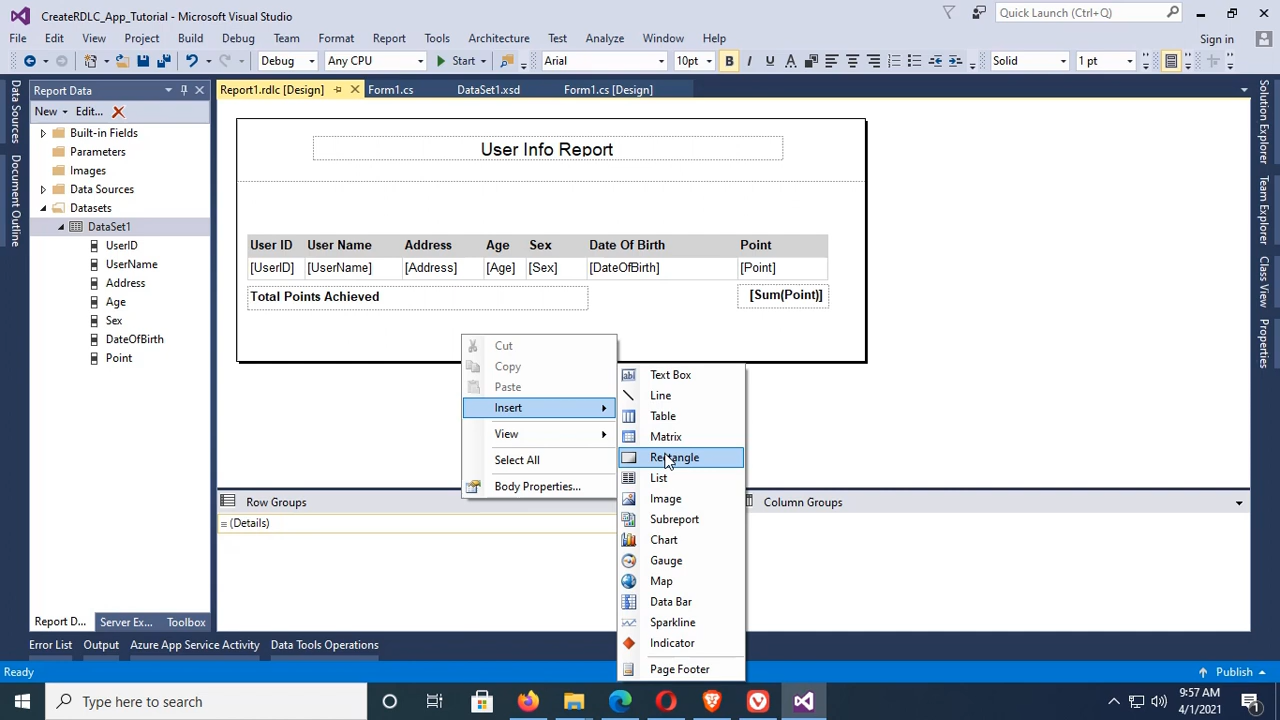 CreateRDLC_App_Tutorial - Microsoft Visual Studio
Quick Launch (Ctrl+Q)
File Edit View Project Build Debug Team Format Report Tools Architecture Test Analyze Window Help
Sign in
Debug Any CPU Start Arial 10pt B I U A Solid 1 pt
Data Sources
Document Outline
Report Data
New Edit...
Built-in Fields
Parameters
Images
Data Sources
Datasets
DataSet1
UserID
UserName
Address
Age
Sex
DateOfBirth
Point
Report D... Server Ex... Toolbox
Report1.rdlc [Design] Form1.cs DataSet1.xsd Form1.cs [Design]
User Info Report
User ID User Name Address Age Sex Date Of Birth Point
[UserID] [UserName] [Address] [Age] [Sex] [DateOfBirth] [Point]
Total Points Achieved [Sum(Point)]
Cut
Copy
Paste
Insert
View
Select All
Body Properties...
Text Box
Line
Table
Matrix
Rectangle
List
Image
Subreport
Chart
Gauge
Map
Data Bar
Sparkline
Indicator
Page Footer
Row Groups Column Groups
(Details)
Solution Explorer
Team Explorer
Class View
Properties
Error List Output Azure App Service Activity Data Tools Operations
Ready Publish
Type here to search
9:57 AM
4/1/2021
1